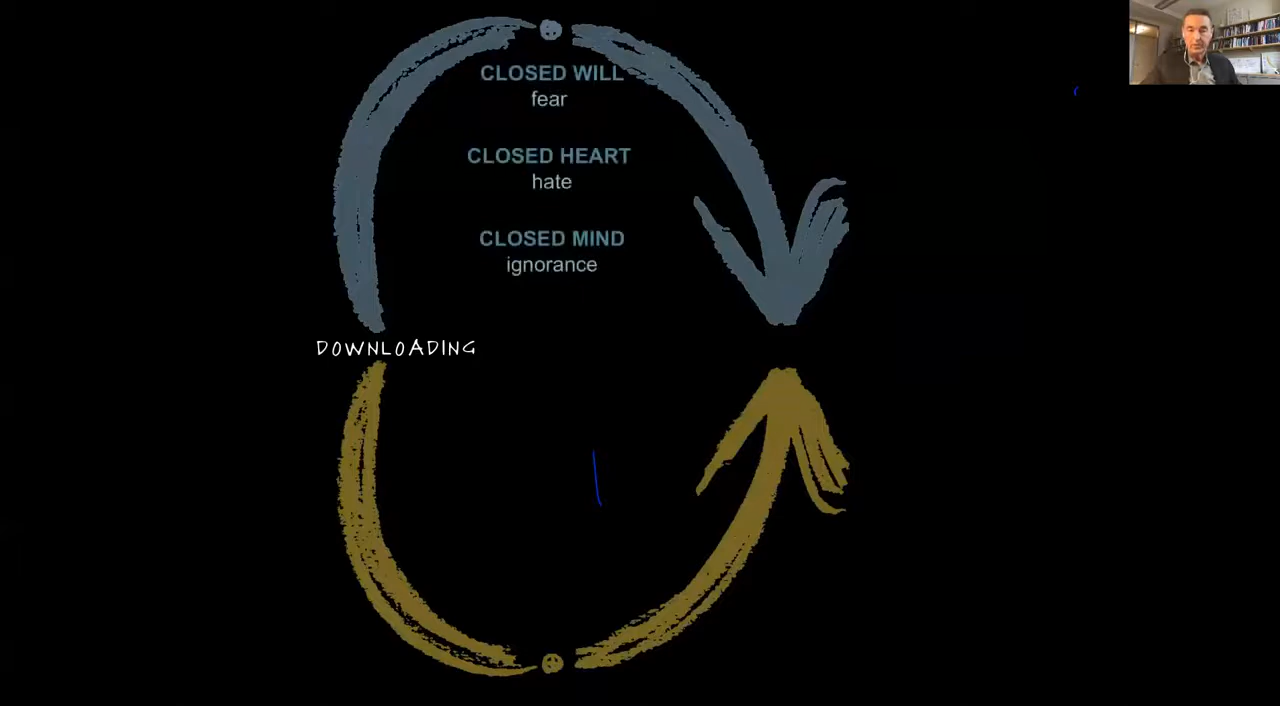 CLOSED WILL
fear
CLOSED HEART
hate
CLOSED MIND
ignorance
DOWNLOADING